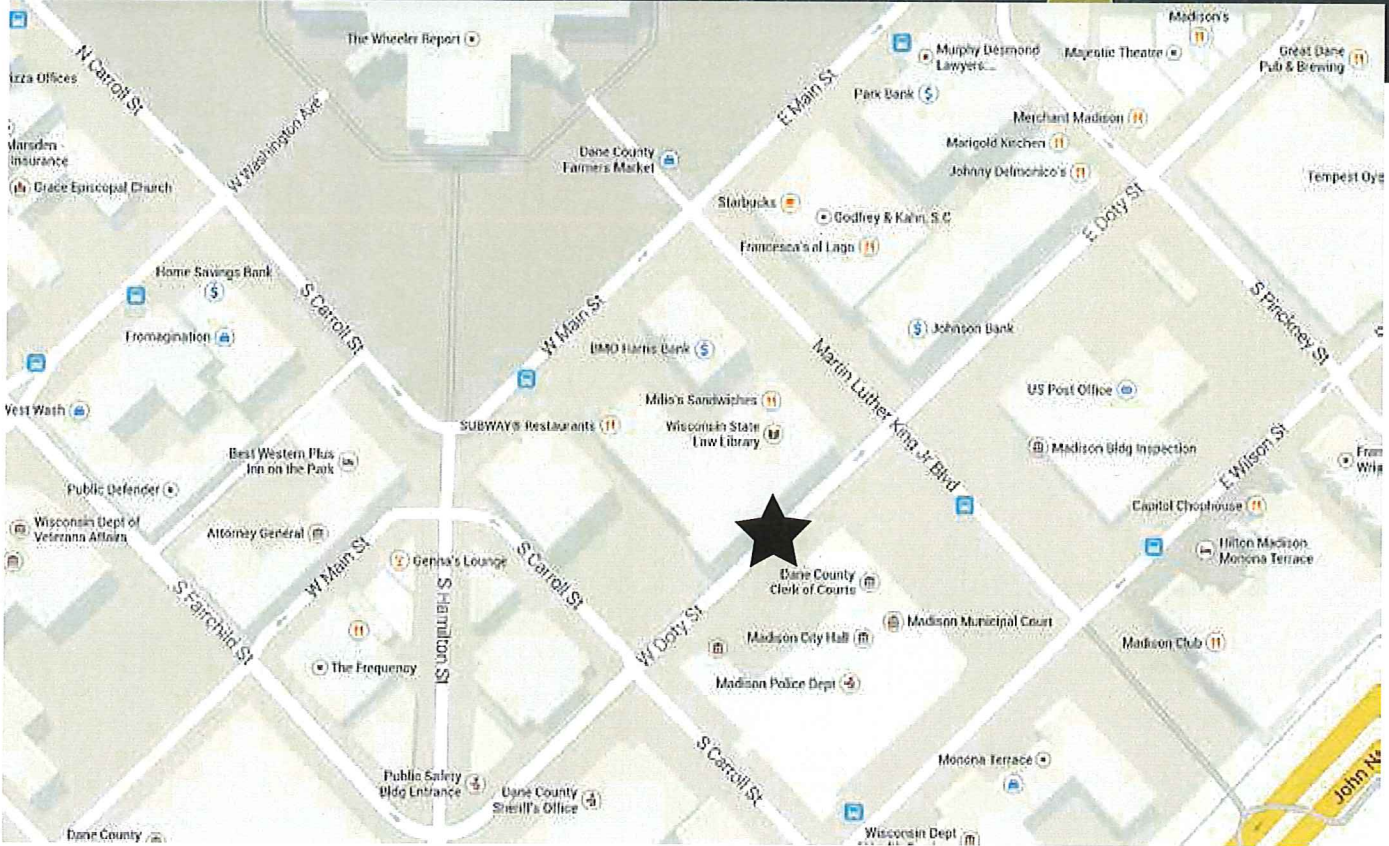 The Wheeler Report
Murphy Desmond
Lawyers...
Madison's
Majestic Theatre
Great Dane
Pub & Brewing
N Carroll St
izza Offices
E Main St
Park Bank
W Washington Ave
Merchant Madison
Marigold Kitchen
Johnny Delmonico's
Dane County
Farmers Market
Marsden -
Insurance
Grace Episcopal Church
Tempest Oys
Starbucks
Godfrey & Kahn, S.C
Francesca's al Lago
E Doty St
Home Savings Bank
Fromagination
S Carroll St
W Main St
BMO Harris Bank
Johnson Bank
Martin Luther King Jr Blvd
S Pinckney St
Milio's Sandwiches
Wisconsin State
Law Library
US Post Office
West Wash
SUBWAY® Restaurants
Best Western Plus
Inn on the Park
Madison Bldg Inspection
E Wilson St
Fran
Wrig
Public Defender
Wisconsin Dept of
Veterans Affairs
Attorney General
Capitol Chophouse
Hilton Madison
Monona Terrace
W Main St
Genna's Lounge
S Carroll St
Dane County
Clerk of Courts
S Fairchild St
S Hamilton St
W Doty St
Madison City Hall
Madison Municipal Court
Madison Club
The Frequency
Madison Police Dept
S Carroll St
Monona Terrace
Public Safety
Bldg Entrance
Dane County
Sheriff's Office
John N
Dane County
Wisconsin Dept